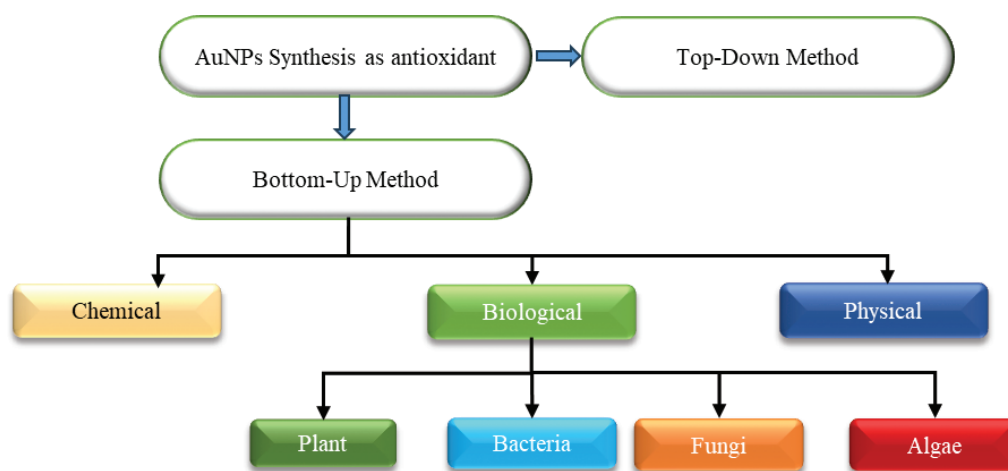 AuNPs Synthesis as antioxidant
Top-Down Method
Bottom-Up Method
Chemical
Biological
Physical
Plant
Bacteria
Fungi
Algae